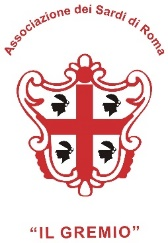 Associazione dei Sardi di Roma
“IL GREMIO”